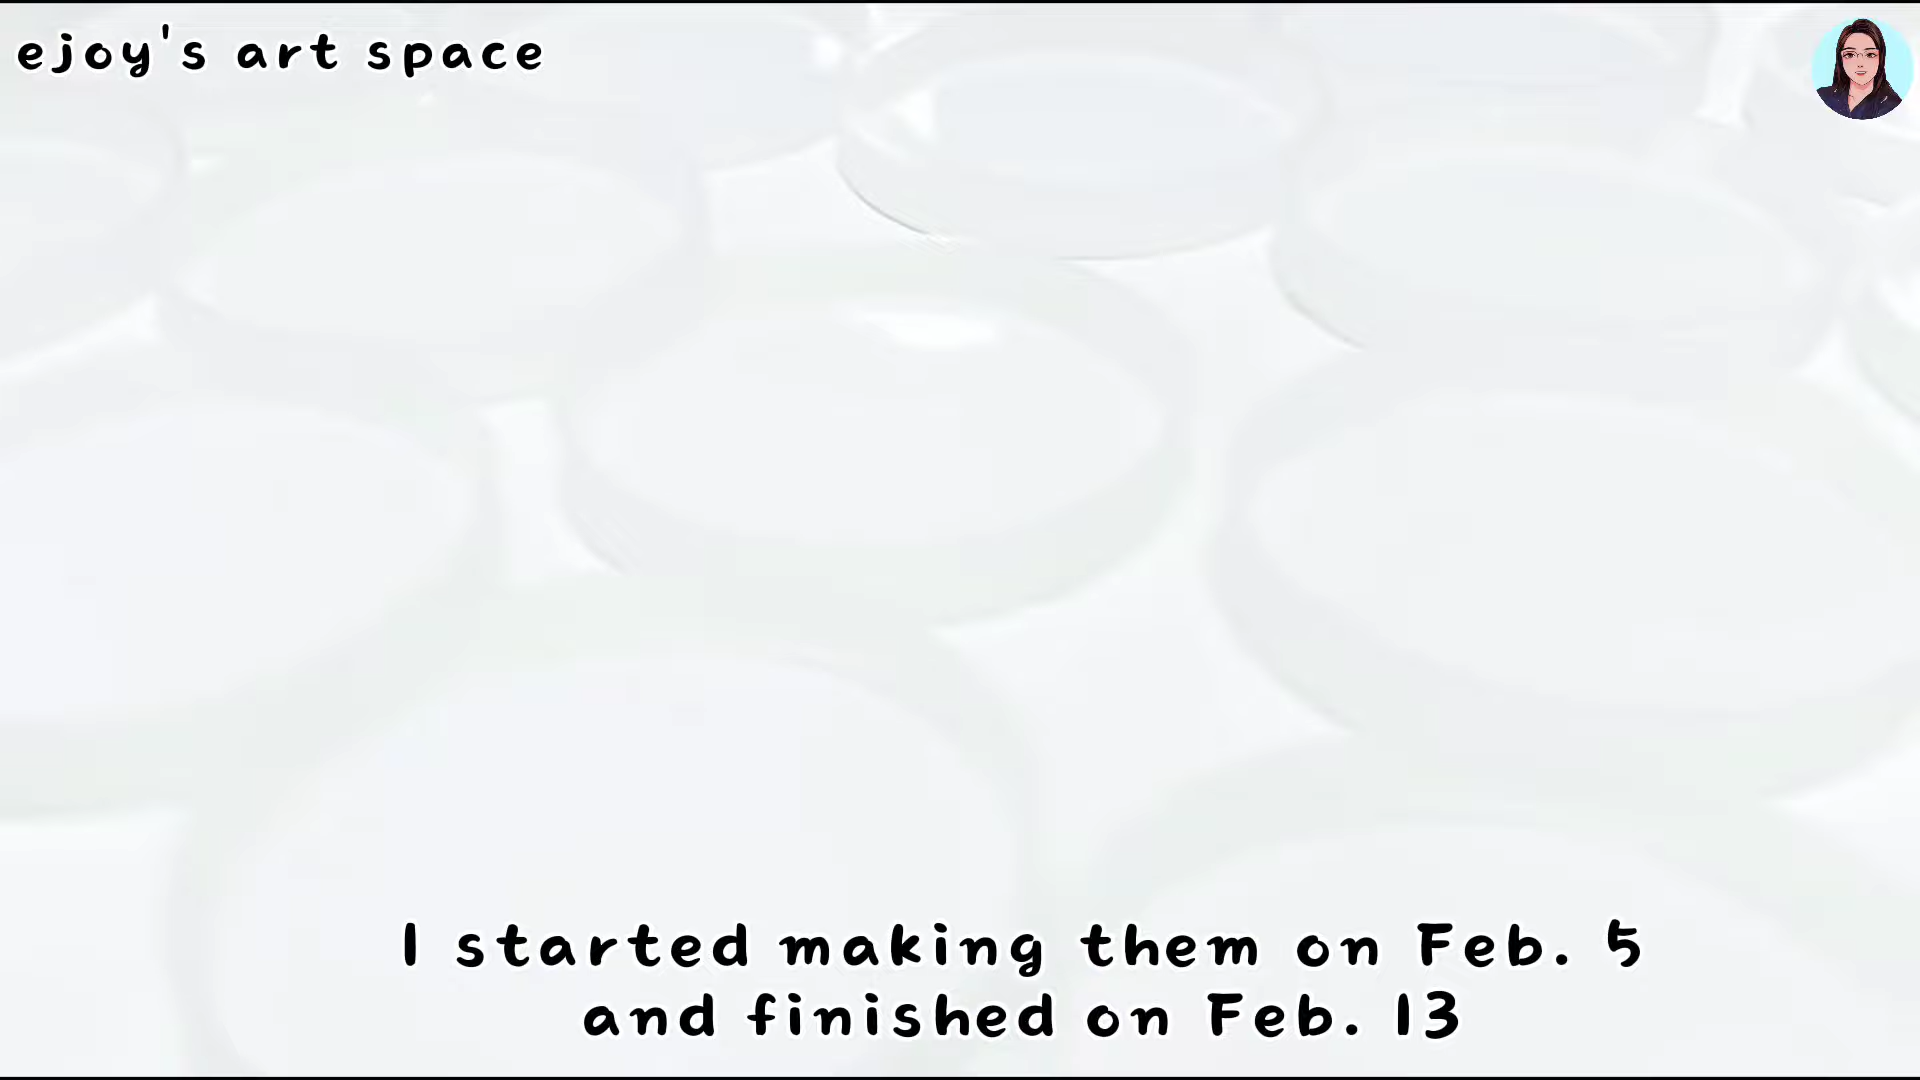 ejoy's art space
I started making them on Feb. 5
and finished on Feb. 13